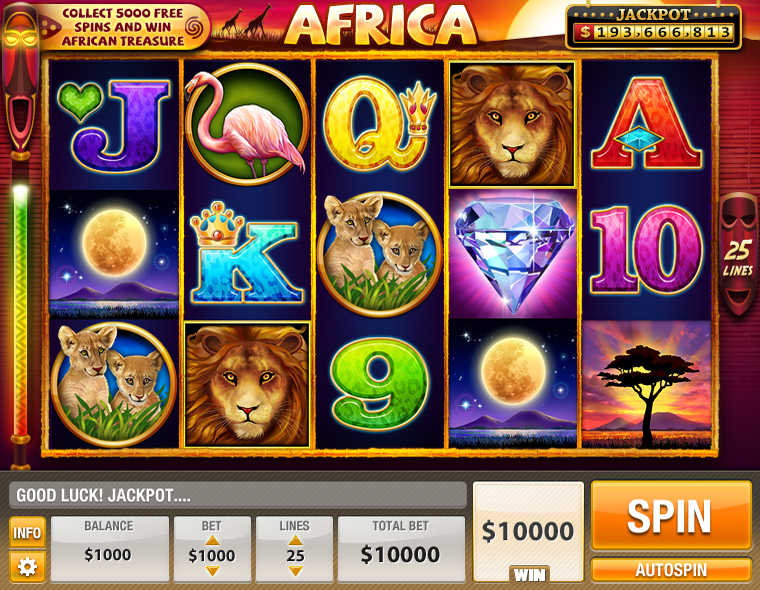 COLLECT 5000 FREE
SPINS AND WIN
AFRICAN TREASURE
AFRICA
JACKPOT
$ 193,666,813
J
Q
A
K
10
9
25
LINES
GOOD LUCK! JACKPOT....
INFO
BALANCE
$1000
BET
$1000
LINES
25
TOTAL BET
$10000
$10000
WIN
SPIN
AUTOSPIN